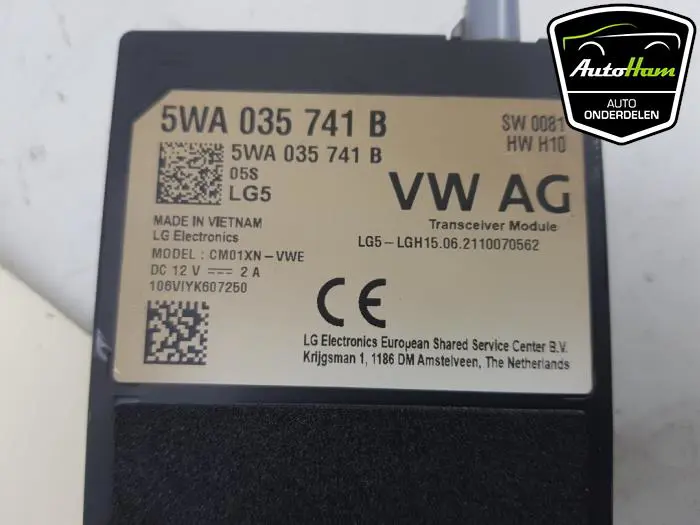 5WA 035 741 B
SW 0081
HW H10
5WA 035 741 B
05S
LG5
VW AG
Transceiver Module
MADE IN VIETNAM
LG Electronics
LG5-LGH15.06.2110070562
MODEL : CM01XN-VWE
DC 12 V ⎓ 2 A
106VIYK607250
CE
LG Electronics European Shared Service Center B.V.
Krijgsman 1, 1186 DM Amstelveen, The Netherlands
AutoHam
AUTO
ONDERDELEN